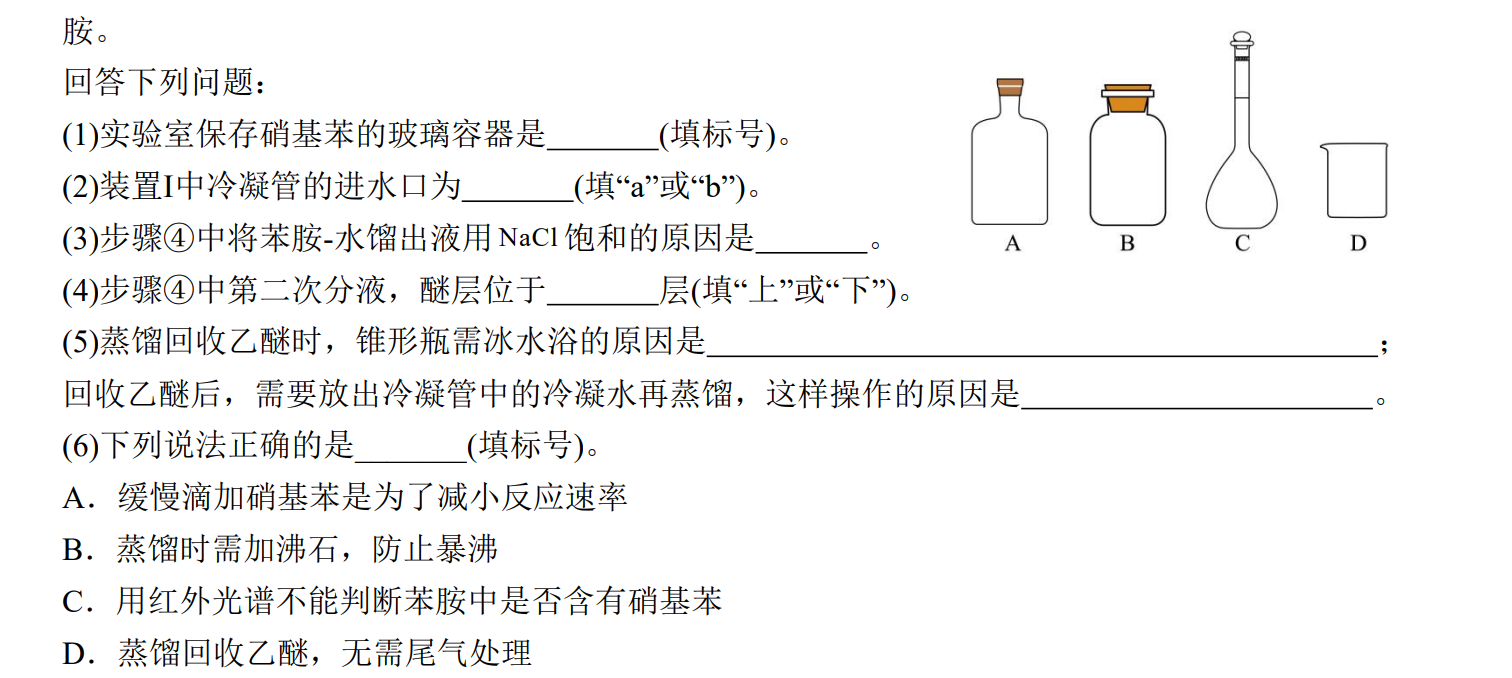 胺。
回答下列问题：
(1)实验室保存硝基苯的玻璃容器是_______(填标号)。
(2)装置Ⅰ中冷凝管的进水口为_______(填“a”或“b”)。
(3)步骤④中将苯胺-水馏出液用 NaCl 饱和的原因是_______。
(4)步骤④中第二次分液，醚层位于_______层(填“上”或“下”)。
(5)蒸馏回收乙醚时，锥形瓶需冰水浴的原因是__________________________________________；
回收乙醚后，需要放出冷凝管中的冷凝水再蒸馏，这样操作的原因是______________________。
(6)下列说法正确的是_______(填标号)。
A．缓慢滴加硝基苯是为了减小反应速率
B．蒸馏时需加沸石，防止暴沸
C．用红外光谱不能判断苯胺中是否含有硝基苯
D．蒸馏回收乙醚，无需尾气处理
A B C D